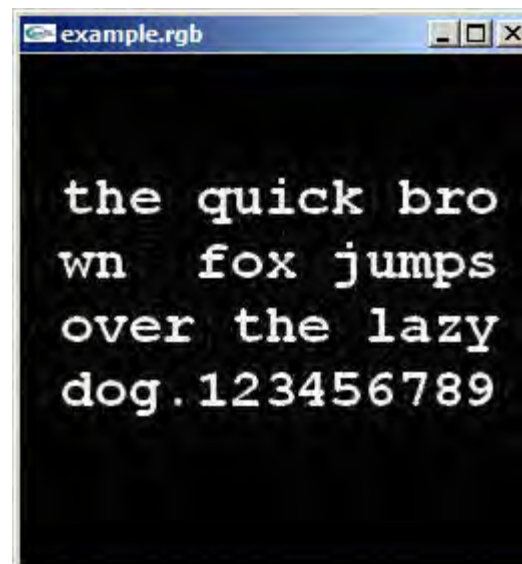 example.rgb
the quick bro
wn  fox jumps
over the lazy
dog.123456789